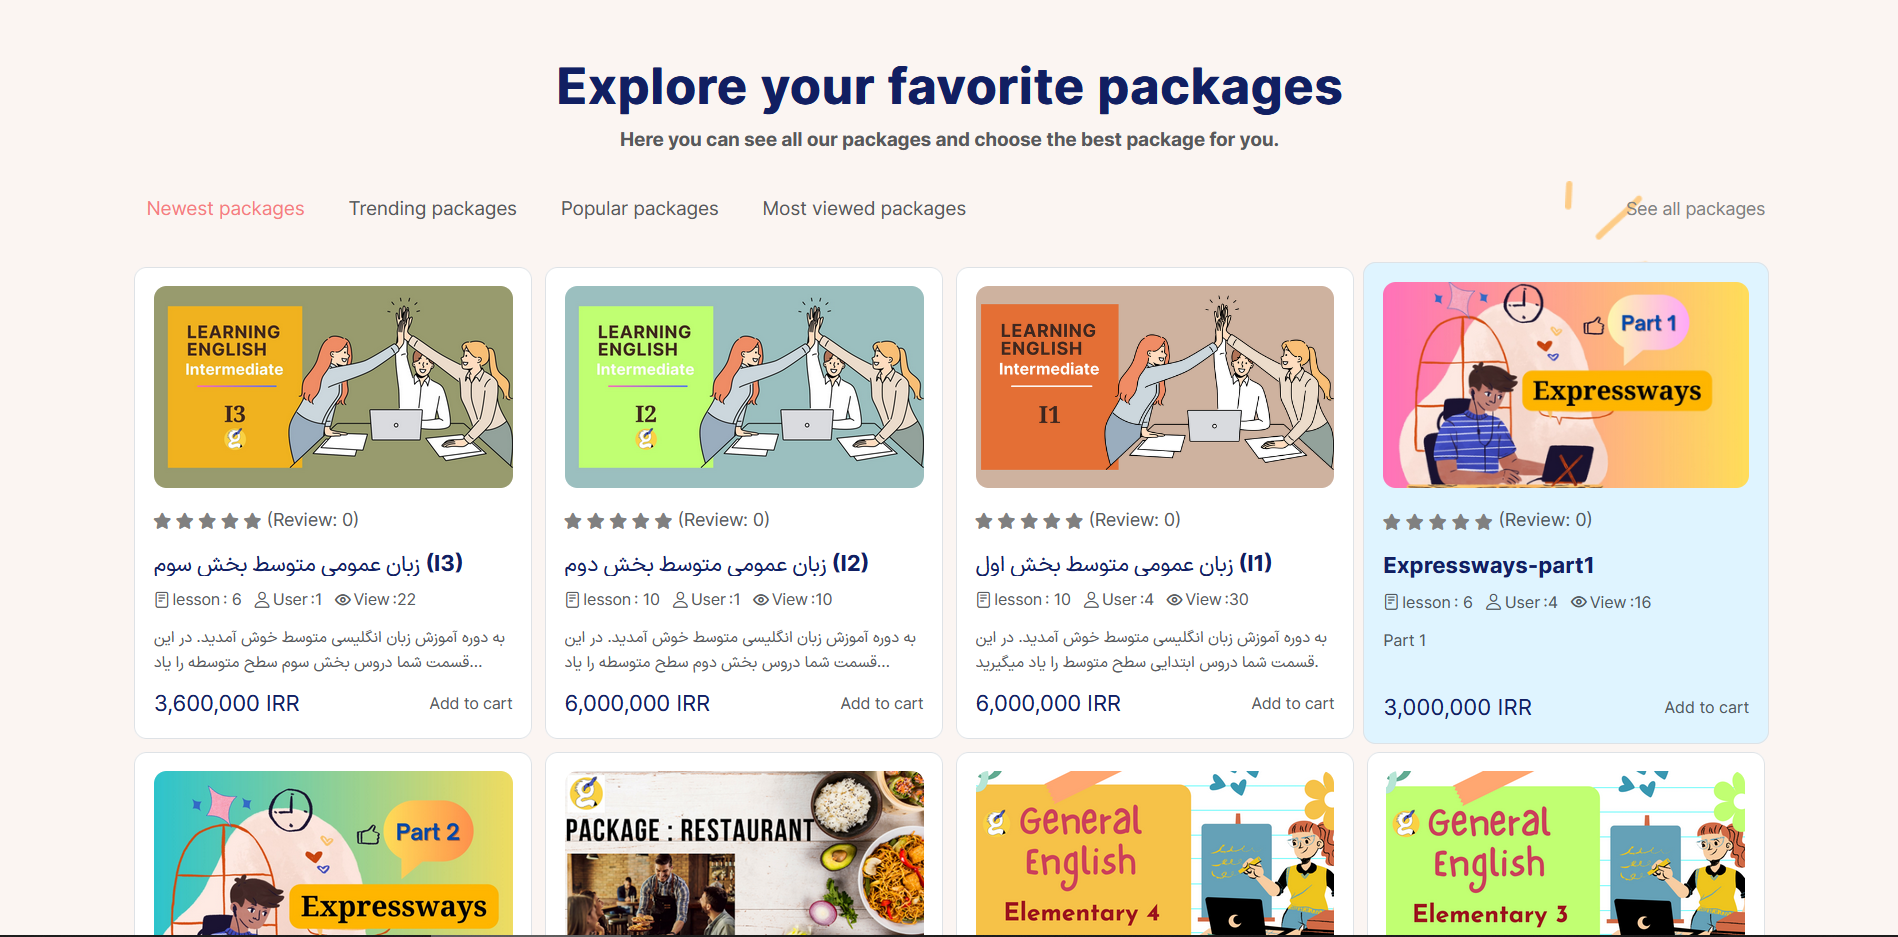 Explore your favorite packages
Here you can see all our packages and choose the best package for you.
Newest packages
Trending packages
Popular packages
Most viewed packages
See all packages
LEARNING
ENGLISH
Intermediate
I3
(Review: 0)
زبان عمومی متوسط بخش سوم (I3)
lesson : 6 User :1 View :22
به دوره آموزش زبان انگلیسی متوسط خوش آمدید. در این
قسمت شما دروس بخش سوم سطح متوسطه را یاد...
3,600,000 IRR
Add to cart
LEARNING
ENGLISH
Intermediate
I2
(Review: 0)
زبان عمومی متوسط بخش دوم (I2)
lesson : 10 User :1 View :10
به دوره آموزش زبان انگلیسی متوسط خوش آمدید. در این
قسمت شما دروس بخش دوم سطح متوسطه را یاد...
6,000,000 IRR
Add to cart
LEARNING
ENGLISH
Intermediate
I1
(Review: 0)
زبان عمومی متوسط بخش اول (I1)
lesson : 10 User :4 View :30
به دوره آموزش زبان انگلیسی متوسط خوش آمدید. در این
قسمت شما دروس ابتدایی سطح متوسط را یاد میگیرید.
6,000,000 IRR
Add to cart
Part 1
Expressways
(Review: 0)
Expressways-part1
lesson : 6 User :4 View :16
Part 1
3,000,000 IRR
Add to cart
Part 2
Expressways
PACKAGE : RESTAURANT
General
English
Elementary 4
General
English
Elementary 3